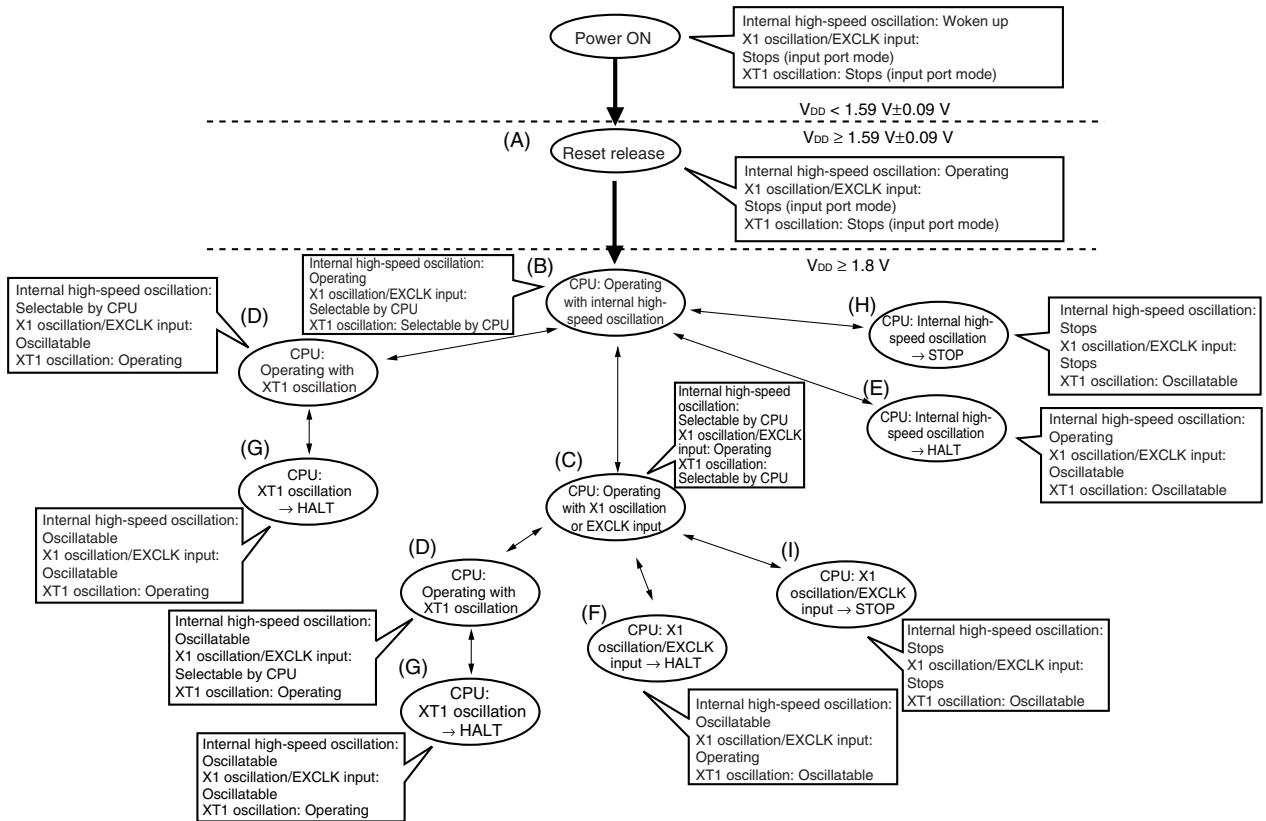 Power ON
Internal high-speed oscillation: Woken up
X1 oscillation/EXCLK input:
Stops (input port mode)
XT1 oscillation: Stops (input port mode)
VDD < 1.59 V±0.09 V
VDD ≥ 1.59 V±0.09 V
(A)
Reset release
Internal high-speed oscillation: Operating
X1 oscillation/EXCLK input:
Stops (input port mode)
XT1 oscillation: Stops (input port mode)
VDD ≥ 1.8 V
(B)
CPU: Operating
with internal high-
speed oscillation
Internal high-speed oscillation:
Operating
X1 oscillation/EXCLK input:
Selectable by CPU
XT1 oscillation: Selectable by CPU
Internal high-speed oscillation:
Selectable by CPU
X1 oscillation/EXCLK input:
Oscillatable
XT1 oscillation: Operating
(D)
CPU:
Operating with
XT1 oscillation
(H)
CPU: Internal high-
speed oscillation
→ STOP
Internal high-speed oscillation:
Stops
X1 oscillation/EXCLK input:
Stops
XT1 oscillation: Oscillatable
(E)
CPU: Internal high-
speed oscillation
→ HALT
Internal high-speed oscillation:
Operating
X1 oscillation/EXCLK input:
Oscillatable
XT1 oscillation: Oscillatable
Internal high-speed
oscillation:
Selectable by CPU
X1 oscillation/EXCLK
input: Operating
XT1 oscillation:
Selectable by CPU
(C)
CPU: Operating
with X1 oscillation
or EXCLK input
(G)
CPU:
XT1 oscillation
→ HALT
Internal high-speed oscillation:
Oscillatable
X1 oscillation/EXCLK input:
Oscillatable
XT1 oscillation: Operating
(D)
CPU:
Operating with
XT1 oscillation
Internal high-speed oscillation:
Oscillatable
X1 oscillation/EXCLK input:
Selectable by CPU
XT1 oscillation: Operating
(I)
CPU: X1
oscillation/EXCLK
input → STOP
Internal high-speed oscillation:
Stops
X1 oscillation/EXCLK input:
Stops
XT1 oscillation: Oscillatable
(F)
CPU: X1
oscillation/EXCLK
input → HALT
Internal high-speed oscillation:
Oscillatable
X1 oscillation/EXCLK input:
Operating
XT1 oscillation: Oscillatable
(G)
CPU:
XT1 oscillation
→ HALT
Internal high-speed oscillation:
Oscillatable
X1 oscillation/EXCLK input:
Oscillatable
XT1 oscillation: Operating